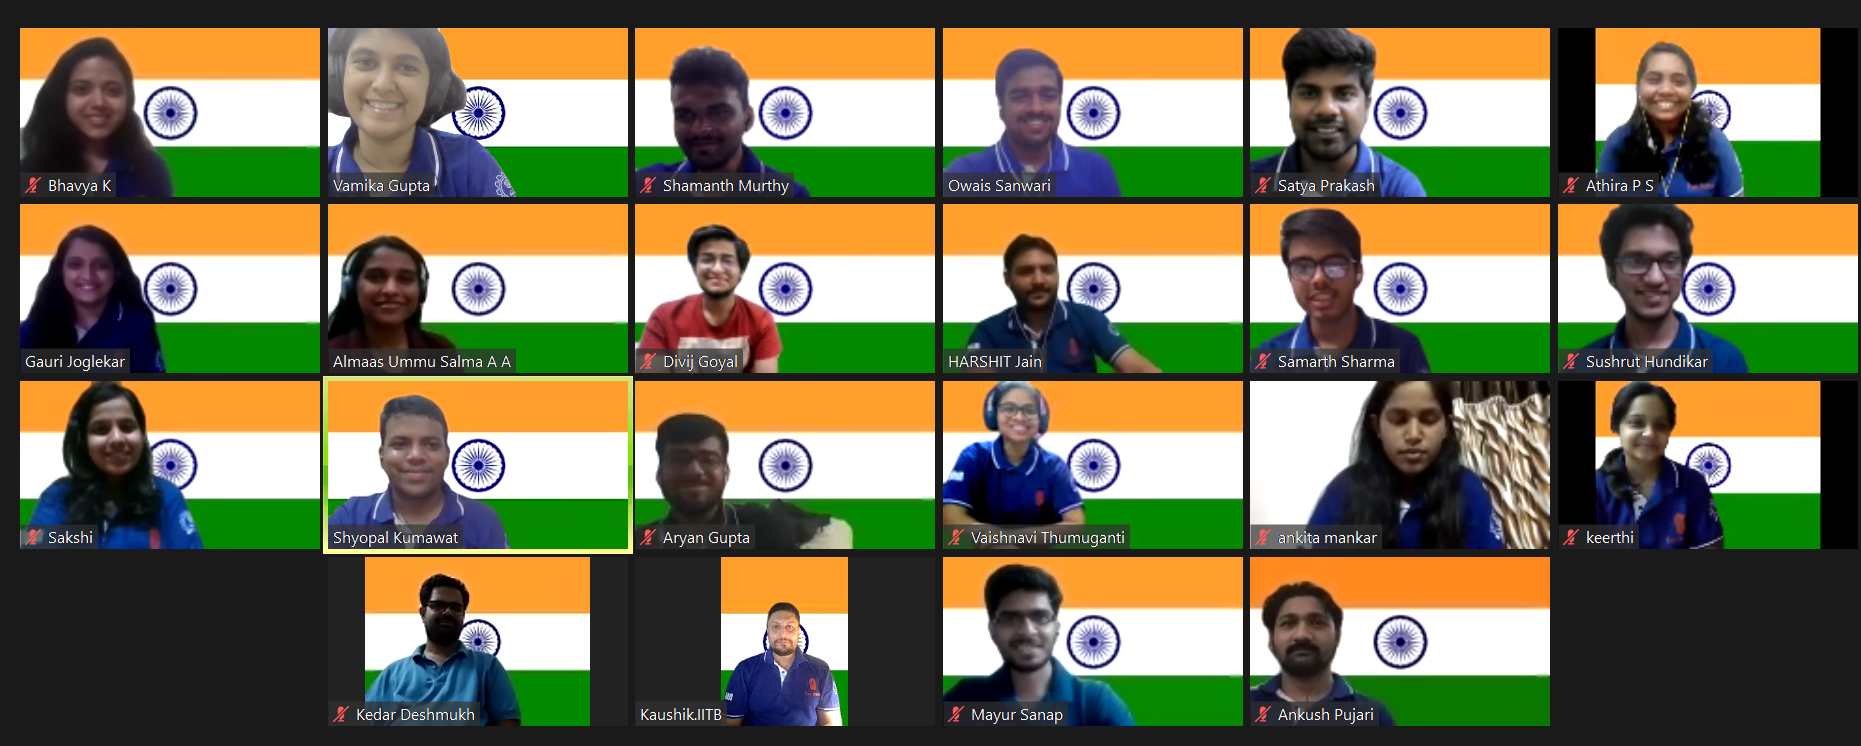 Bhavya K
Vamika Gupta
Shamanth Murthy
Owais Sanwari
Satya Prakash
Athira P S
Gauri Joglekar
Almaas Ummu Salma A A
Divij Goyal
HARSHIT Jain
Samarth Sharma
Sushrut Hundikar
Sakshi
Shyopal Kumawat
Aryan Gupta
Vaishnavi Thumuganti
ankita mankar
keerthi
Kedar Deshmukh
Kaushik.IITB
Mayur Sanap
Ankush Pujari